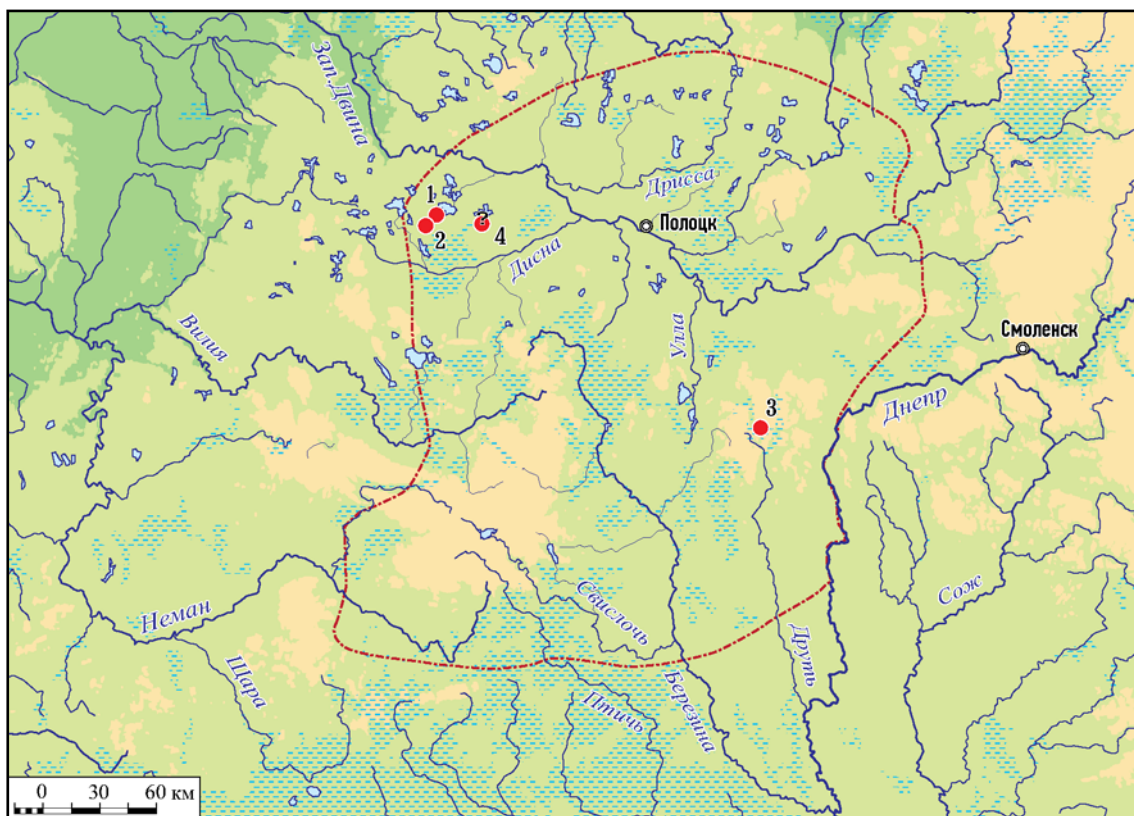 Зап.Двина
Дрисса
1
?
Полоцк
2
4
Дисна
Вилия
Улла
Смоленск
Днепр
3
Неман
Свислочь
Сож
Щара
Друть
Березина
Птичь
0 30 60 км